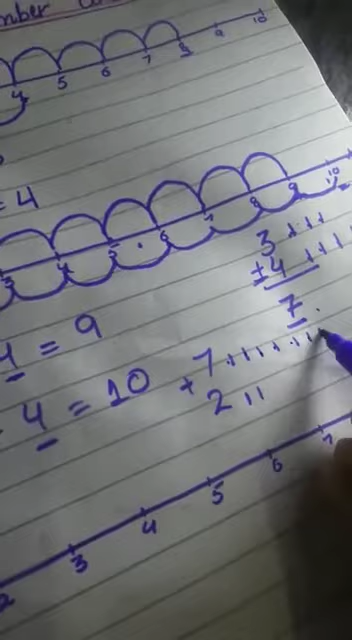 mber
4 5 6 7 8 9 10
= 4
3 4 5 6 7 8 9 10
3
+4
7
4 = 9
4 = 10
7
+ 2
2 3 4 5 6 7